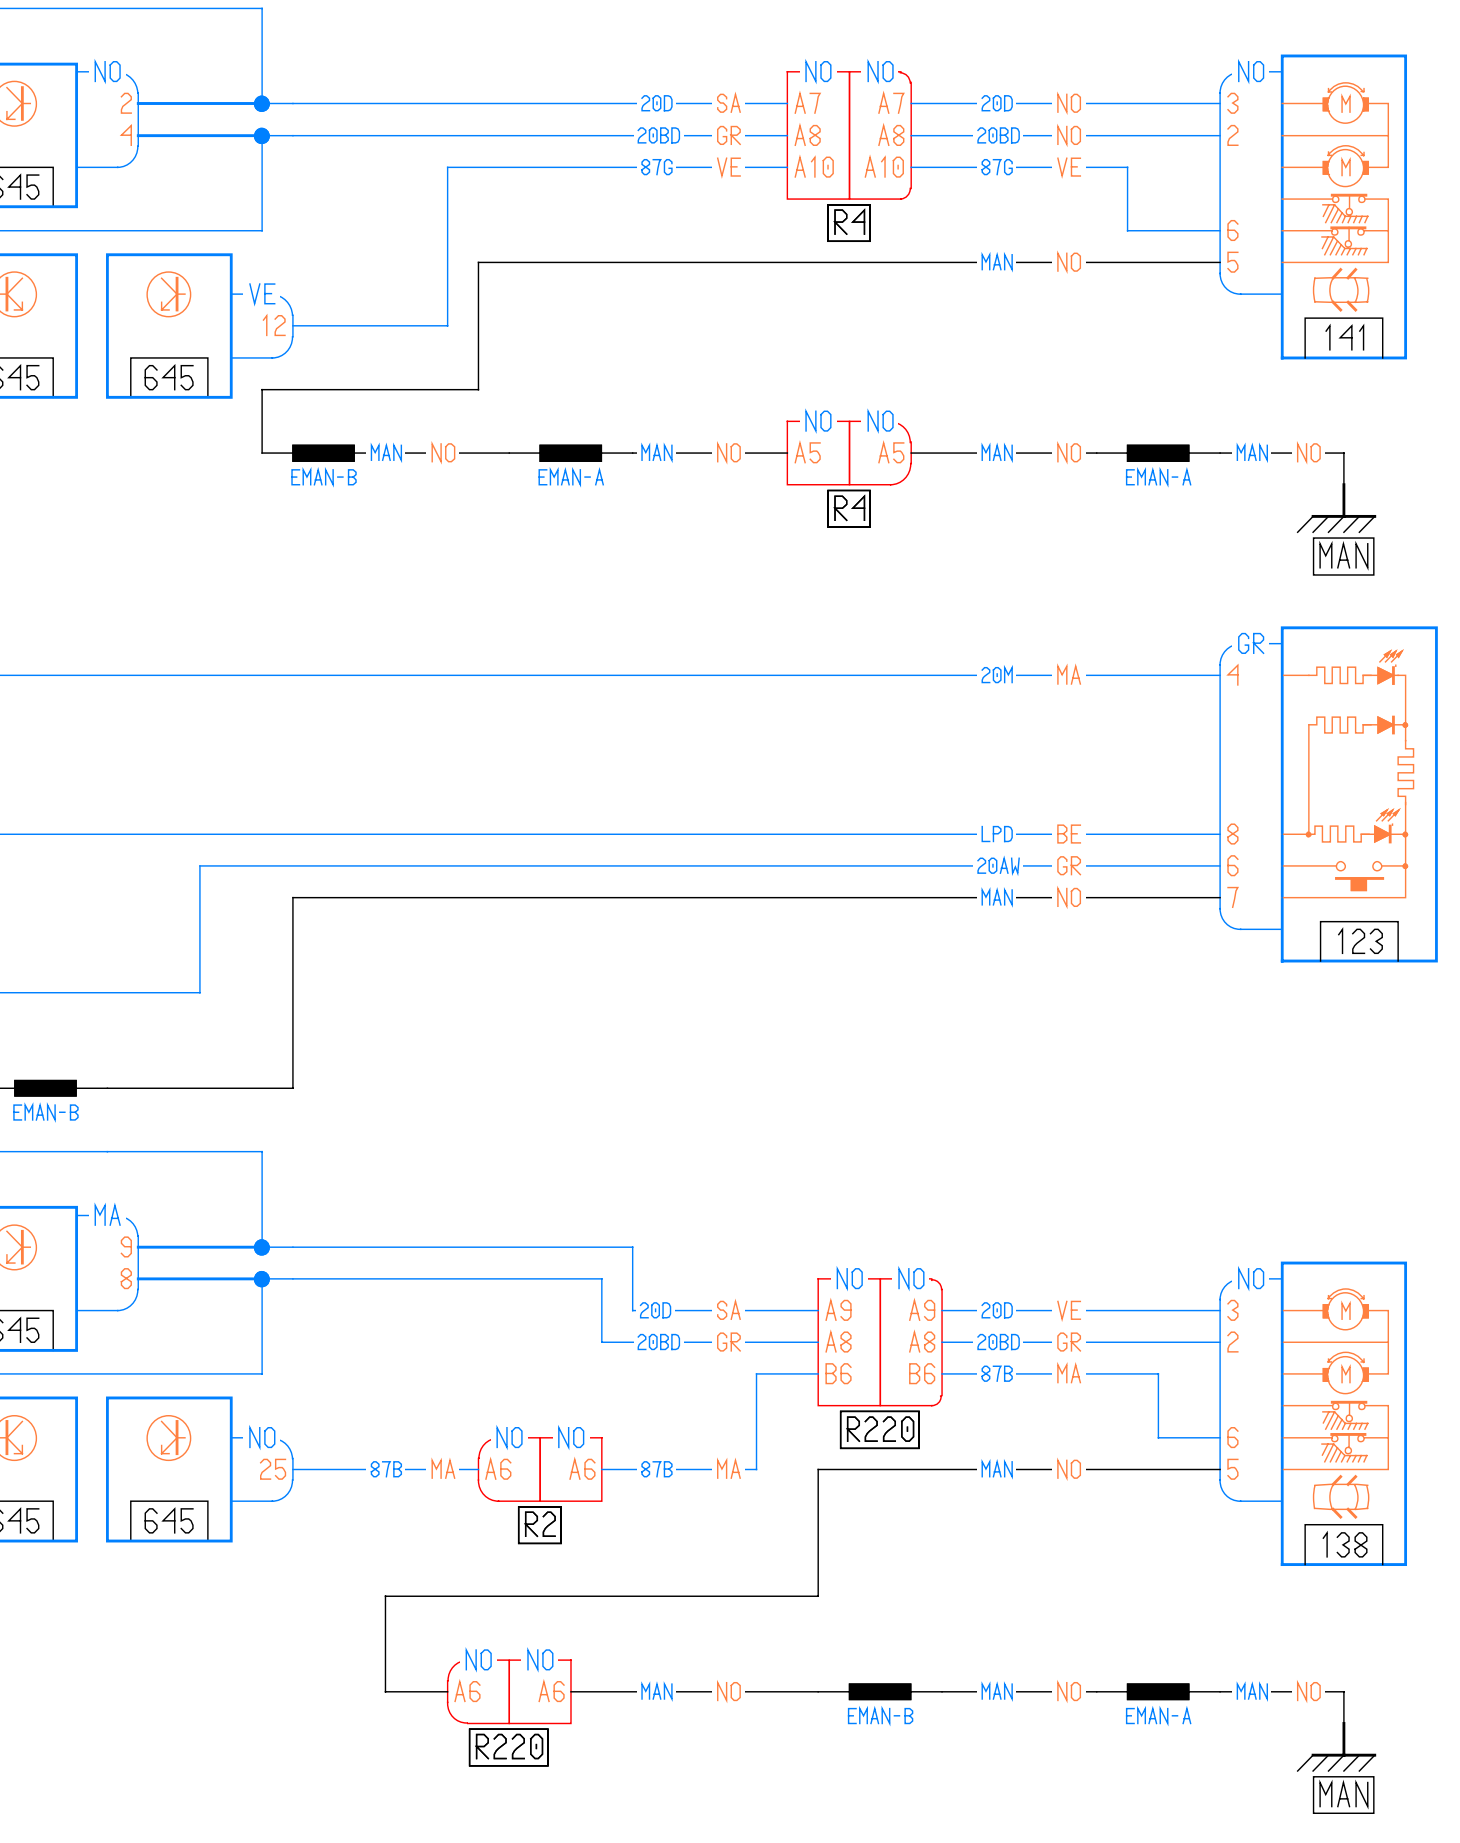 NO NO NO NO
2 20D SA A7 A7 20D NO 3 M
4 20BD GR A8 A8 20BD NO 2
87G VE A10 A10 87G VE M
645
R4
6
MAN NO 5
VE
12
141
645 645
NO NO
MAN NO MAN NO A5 A5 MAN NO MAN NO
EMAN-B EMAN-A EMAN-A
R4
MAN
GR
20M MA 4
LPD BE 8
20AW GR 6
MAN NO 7
123
EMAN-B
MA
9
8
NO NO NO
20D SA A9 A9 20D VE 3 M
645
20BD GR A8 A8 20BD GR 2
B6 B6 87B MA M
R220
NO NO NO 6
25 87B MA A6 A6 87B MA MAN NO 5
645 645 R2
138
NO NO
A6 A6 MAN NO MAN NO MAN NO
EMAN-B EMAN-A
R220
MAN